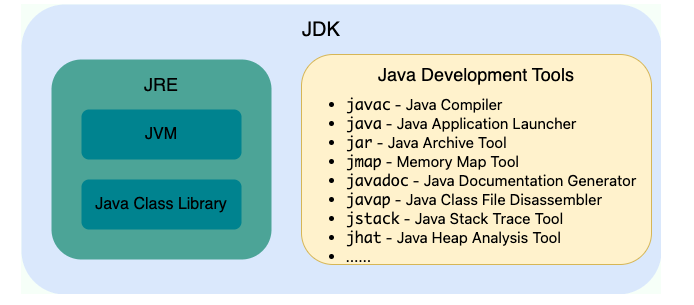 JDK
JRE
JVM
Java Class Library
Java Development Tools
• javac - Java Compiler
• java - Java Application Launcher
• jar - Java Archive Tool
• jmap - Memory Map Tool
• javadoc - Java Documentation Generator
• javap - Java Class File Disassembler
• jstack - Java Stack Trace Tool
• jhat - Java Heap Analysis Tool
• ......